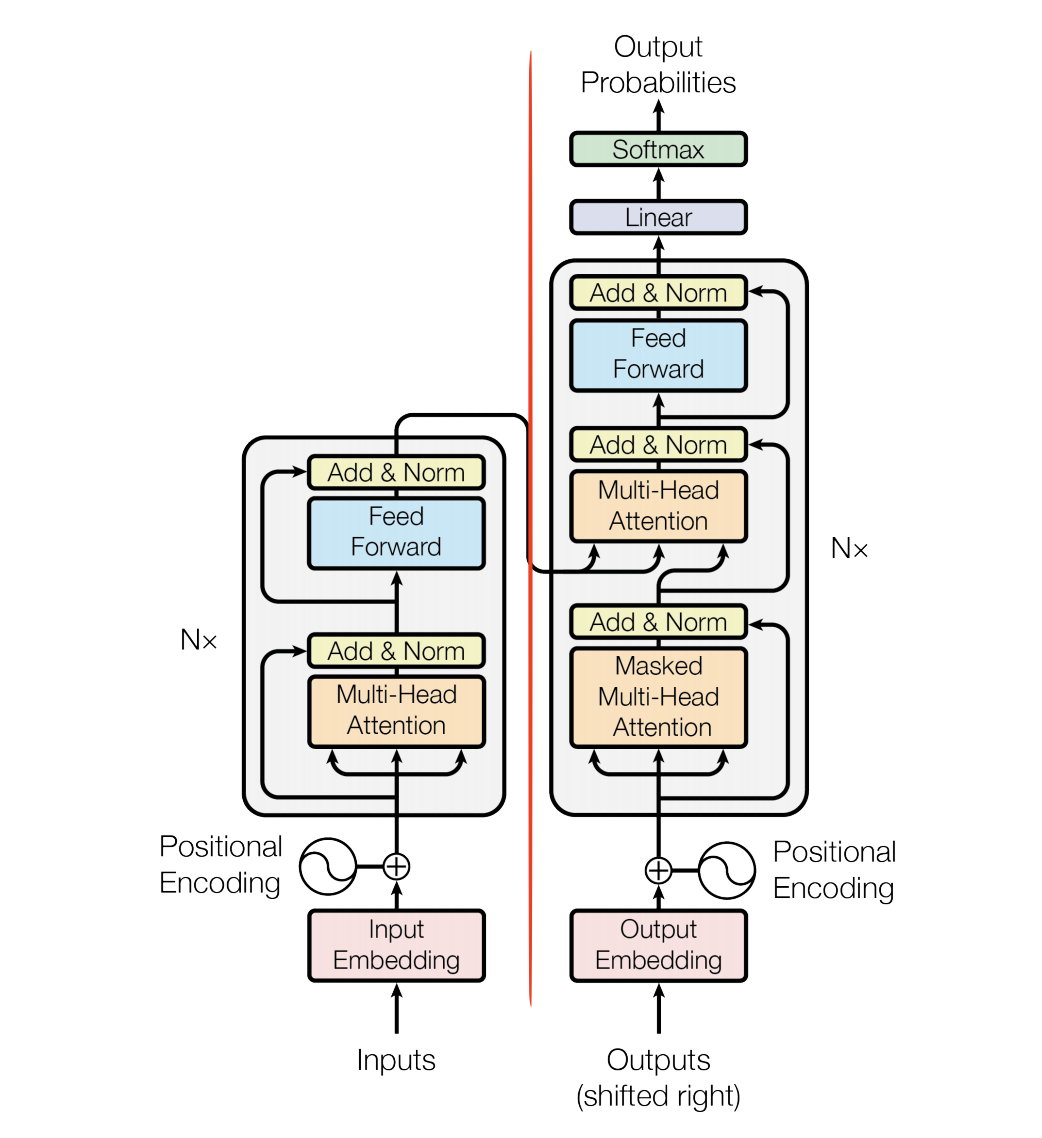 Output
Probabilities
Softmax
Linear
Add & Norm
Feed
Forward
Add & Norm
Multi-Head
Attention
Nx
Add & Norm
Masked
Multi-Head
Attention
Add & Norm
Feed
Forward
Nx
Add & Norm
Multi-Head
Attention
Positional
Encoding
Positional
Encoding
Input
Embedding
Output
Embedding
Inputs
Outputs
(shifted right)